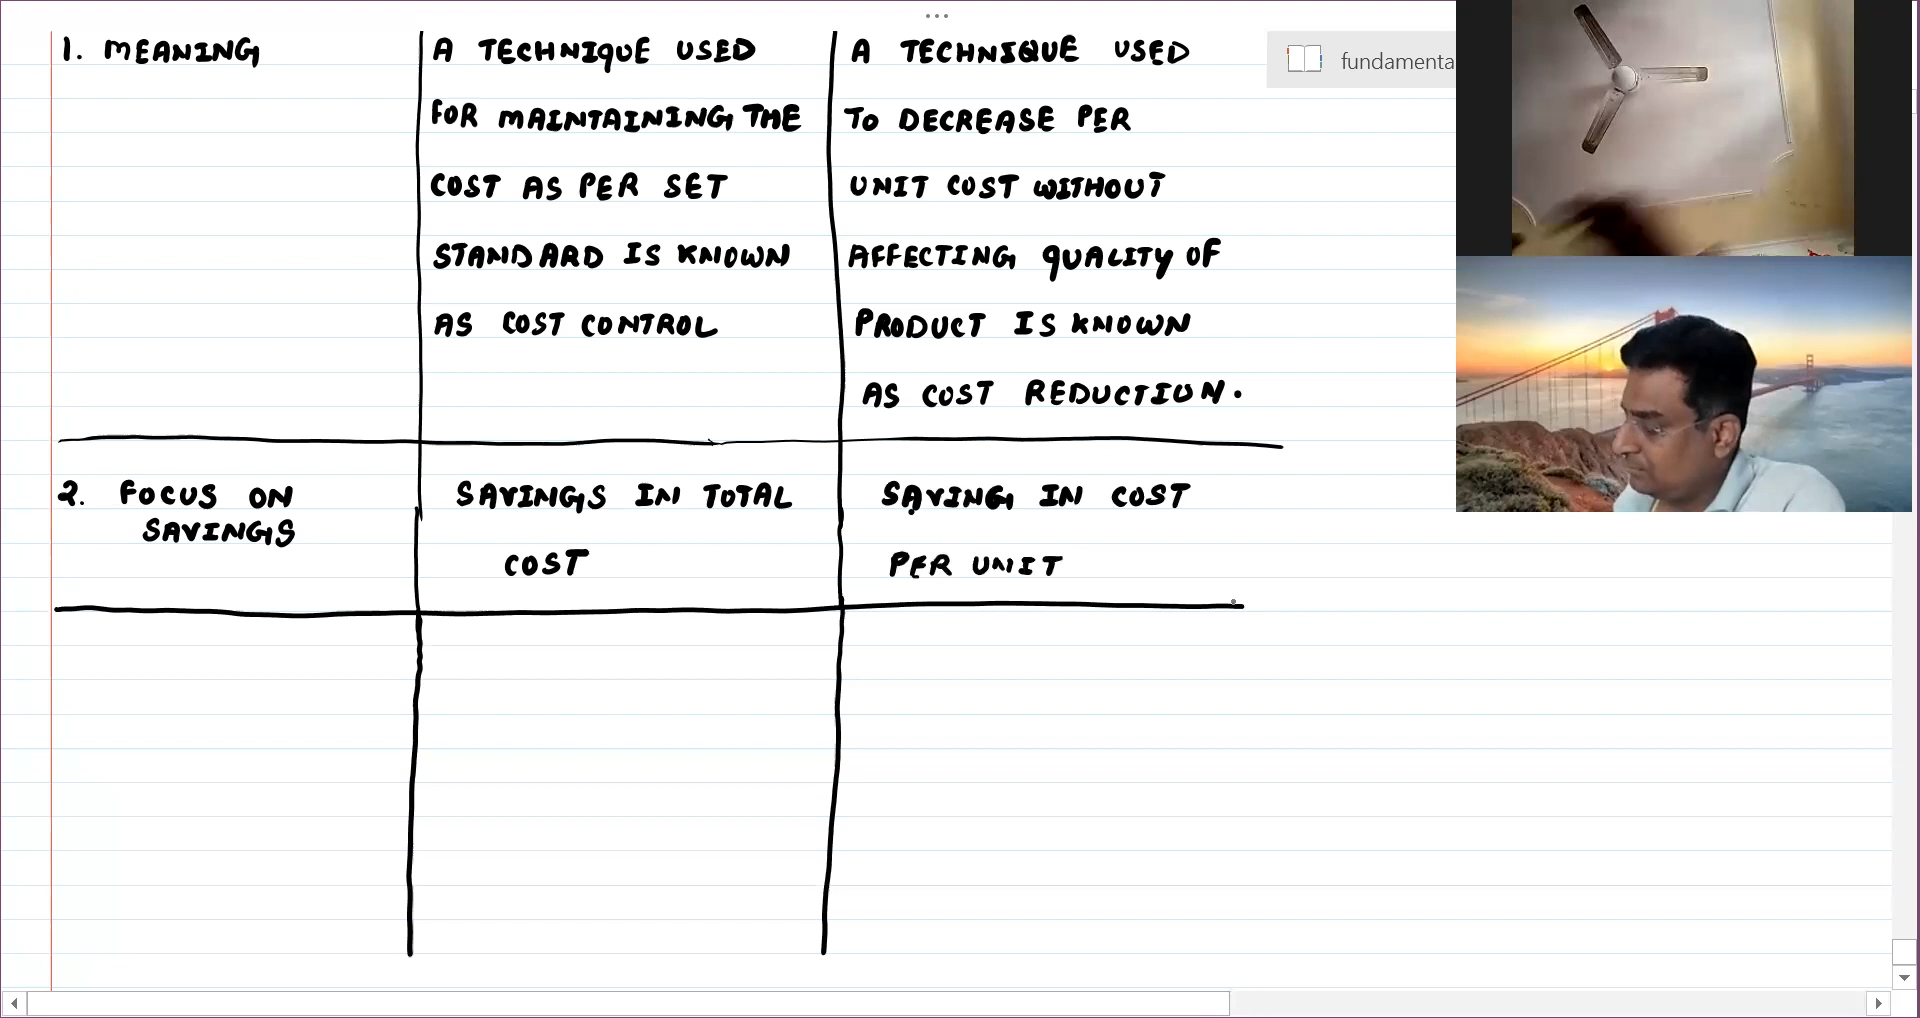 1. MEANING
A TECHNIQUE USED
FOR MAINTAINING THE
COST AS PER SET
STANDARD IS KNOWN
AS COST CONTROL
A TECHNIQUE USED
TO DECREASE PER
UNIT COST WITHOUT
AFFECTING QUALITY OF
PRODUCT IS KNOWN
AS COST REDUCTION.
2. FOCUS ON
SAVINGS
SAVINGS IN TOTAL
COST
SAVING IN COST
PER UNIT
fundamenta